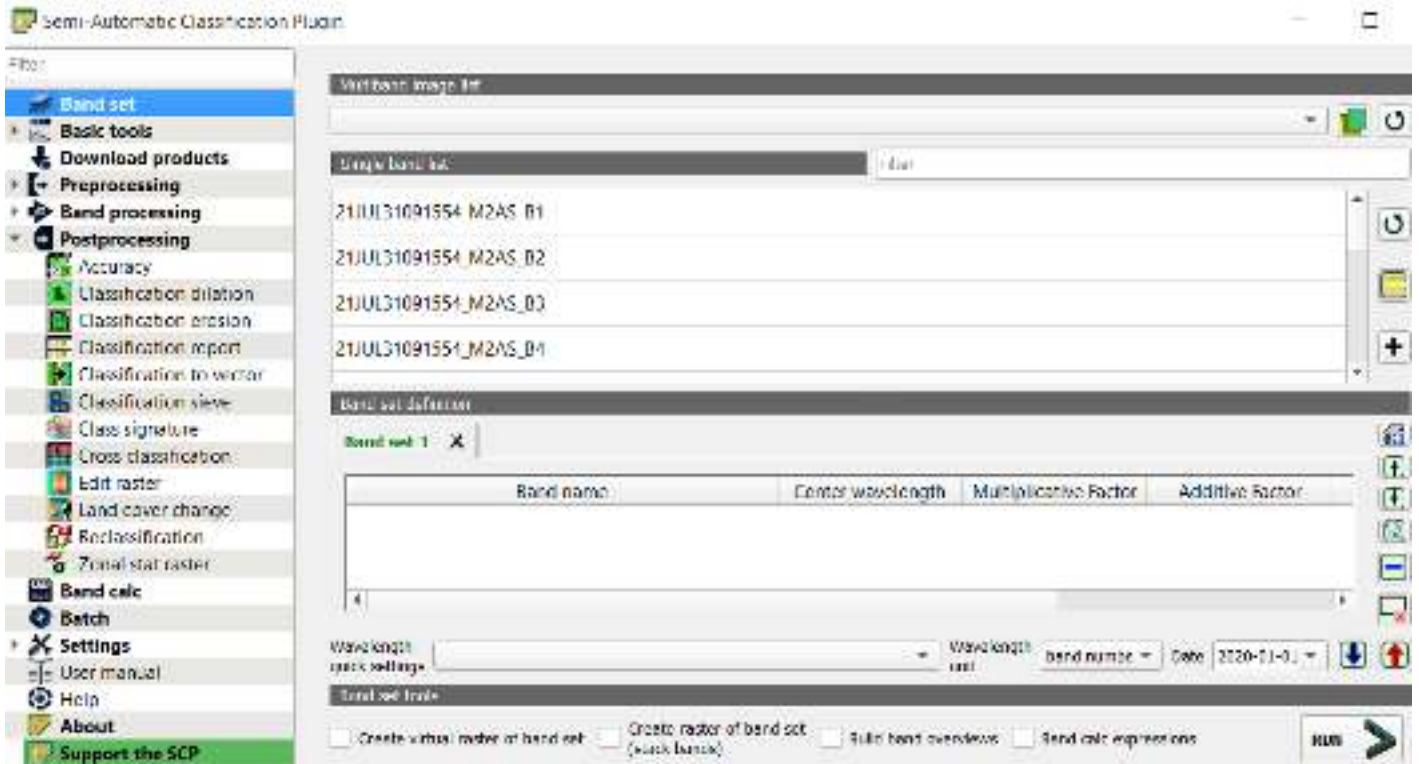 Semi-Automatic Classification Plugin
Filter
Band set
Basic tools
Download products
Preprocessing
Band processing
Postprocessing
Accuracy
Classification dilation
Classification erosion
Classification report
Classification to vector
Classification sieve
Class signature
Cross classification
Edit raster
Land cover change
Reclassification
Zonal stat raster
Band calc
Batch
Settings
User manual
Help
About
Support the SCP
Multiband image list
Single band list
Filter
21JUL31091554_M2AS_B1
21JUL31091554_M2AS_B2
21JUL31091554_M2AS_B3
21JUL31091554_M2AS_B4
Band set definition
Band set 1
Band name Center wavelength Multiplicative Factor Additive Factor
Wavelength quick settings
Wavelength unit
band numbe
Date
2020-01-01
Band set tools
Create virtual raster of band set
Create raster of band set (stack bands)
Build band overviews
Band calc expressions
RUN